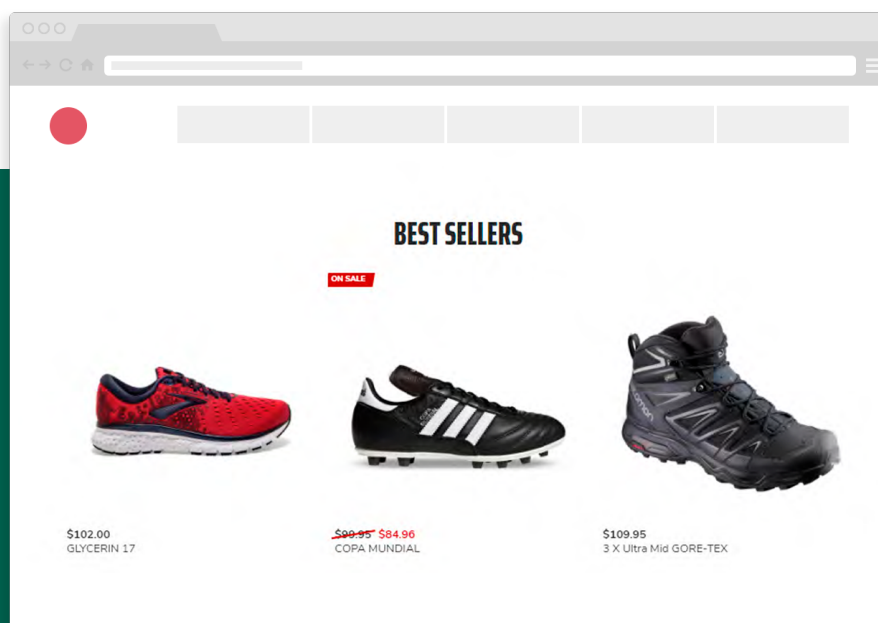 BEST SELLERS
ON SALE
$102.00
GLYCERIN 17
$99.95 $84.96
COPA MUNDIAL
$109.95
3 X Ultra Mid GORE-TEX
salomon